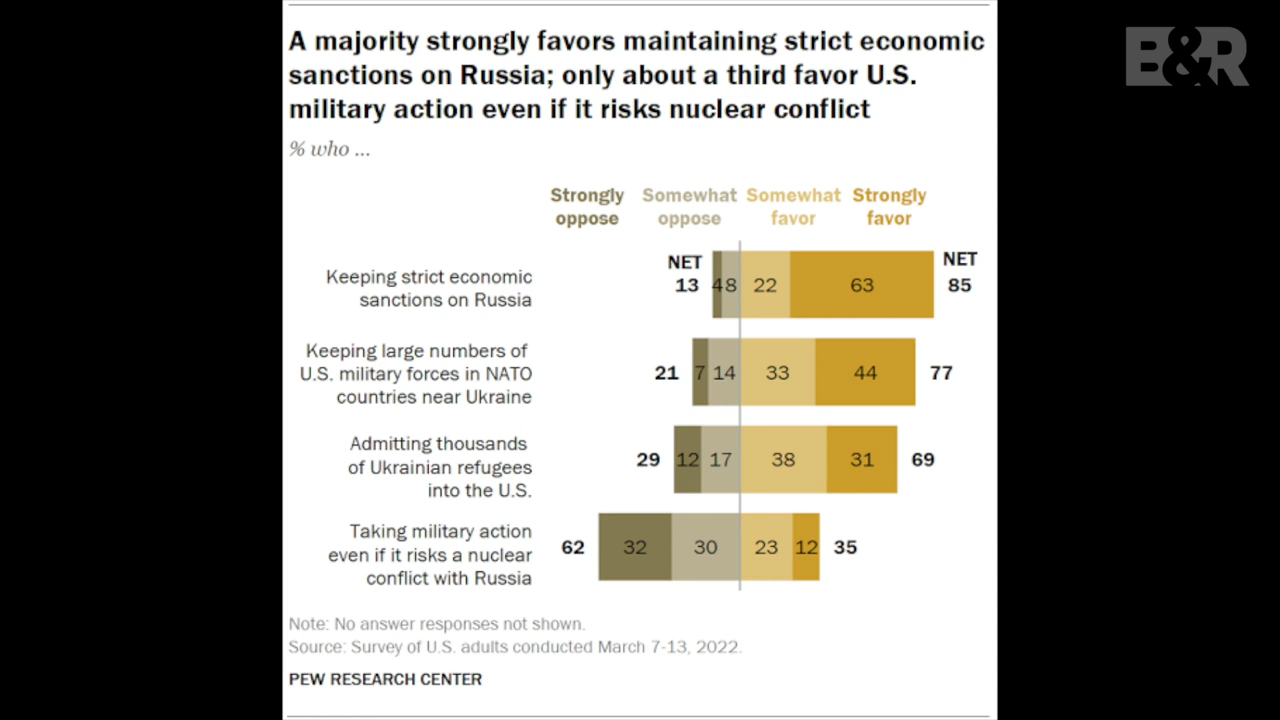 B&R
A majority strongly favors maintaining strict economic
sanctions on Russia; only about a third favor U.S.
military action even if it risks nuclear conflict
% who ...
Strongly oppose Somewhat oppose Somewhat favor Strongly favor
Keeping strict economic
sanctions on Russia
NET 13 4 8 22 63 NET 85
Keeping large numbers of
U.S. military forces in NATO
countries near Ukraine
21 7 14 33 44 77
Admitting thousands
of Ukrainian refugees
into the U.S.
29 12 17 38 31 69
Taking military action
even if it risks a nuclear
conflict with Russia
62 32 30 23 12 35
Note: No answer responses not shown.
Source: Survey of U.S. adults conducted March 7-13, 2022.
PEW RESEARCH CENTER